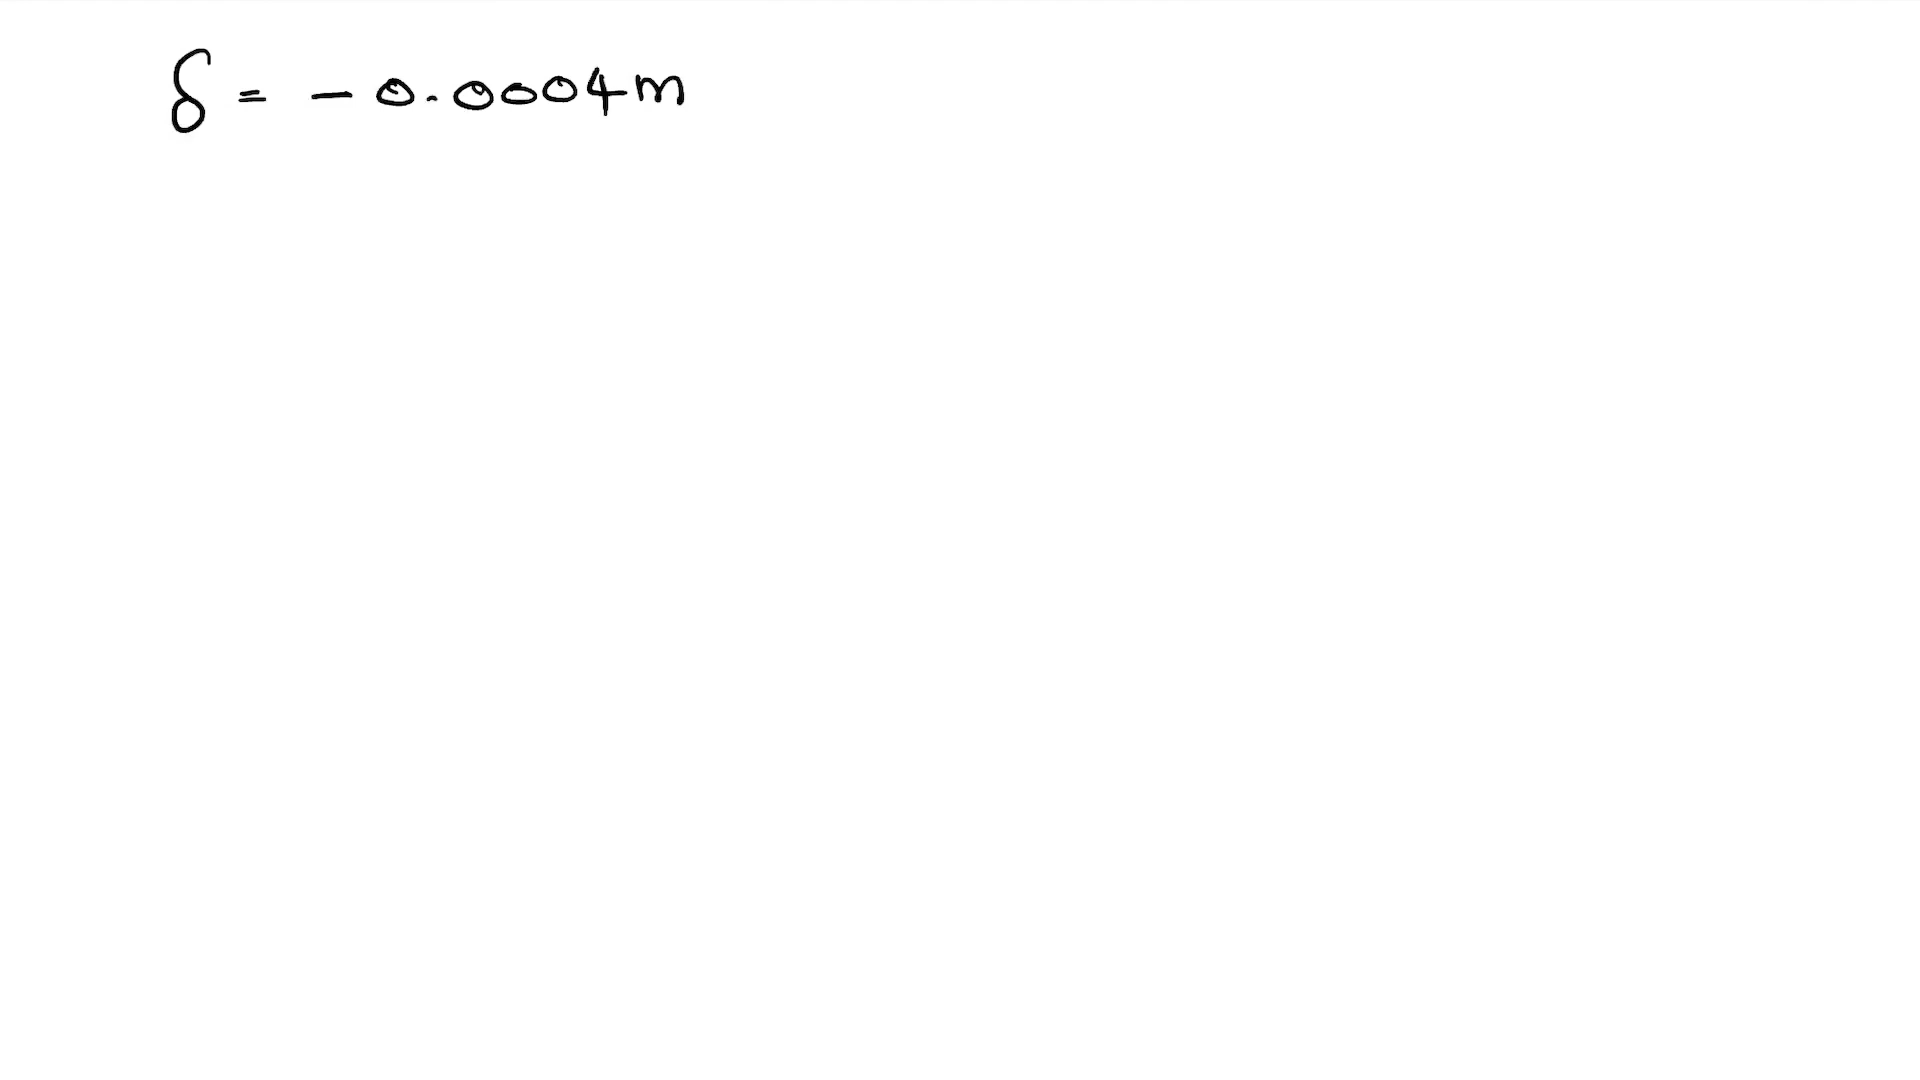 δ = - 0.0004m